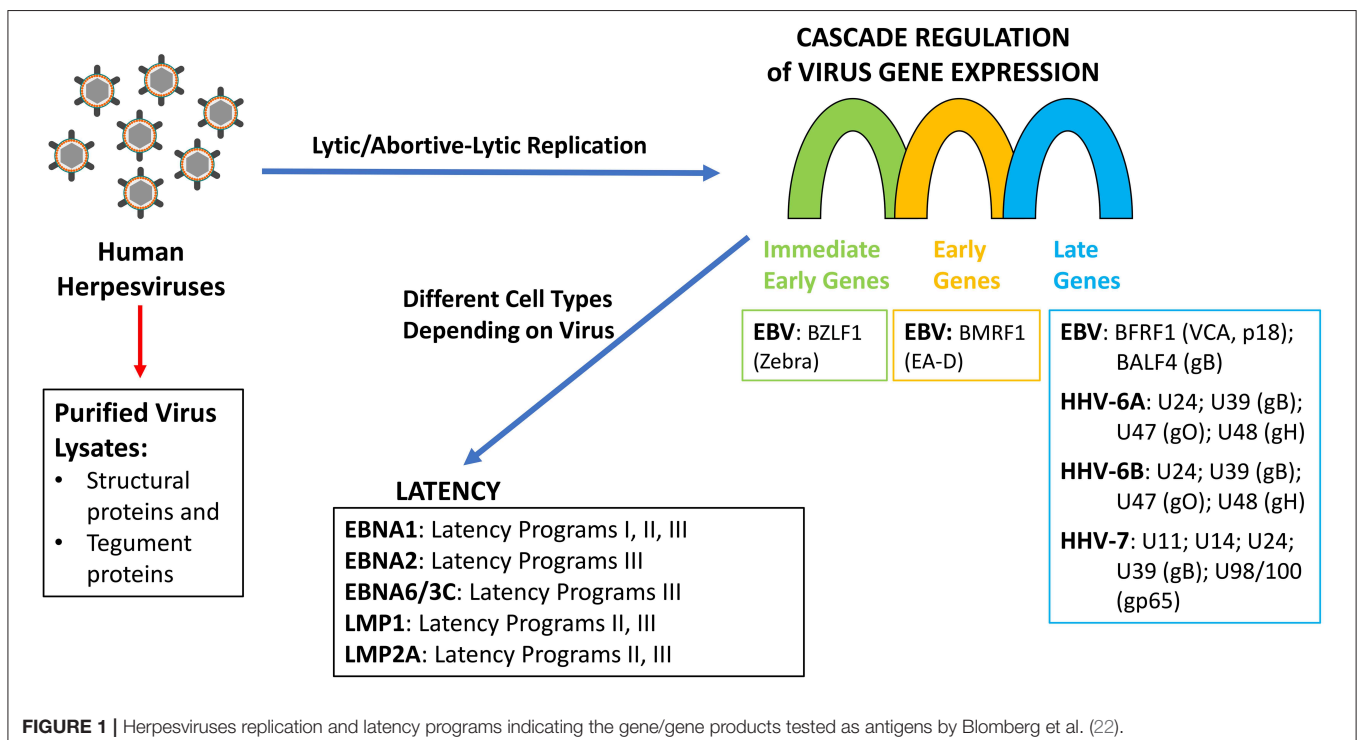 CASCADE REGULATION
of VIRUS GENE EXPRESSION
Lytic/Abortive-Lytic Replication
Human
Herpesviruses
Immediate
Early Genes
Early
Genes
Late
Genes
Different Cell Types
Depending on Virus
EBV: BZLF1
(Zebra)
EBV: BMRF1
(EA-D)
EBV: BFRF1 (VCA, p18);
BALF4 (gB)
HHV-6A: U24; U39 (gB);
U47 (gO); U48 (gH)
HHV-6B: U24; U39 (gB);
U47 (gO); U48 (gH)
HHV-7: U11; U14; U24;
U39 (gB); U98/100
(gp65)
Purified Virus
Lysates:
• Structural
proteins and
• Tegument
proteins
LATENCY
EBNA1: Latency Programs I, II, III
EBNA2: Latency Programs III
EBNA6/3C: Latency Programs III
LMP1: Latency Programs II, III
LMP2A: Latency Programs II, III
FIGURE 1 | Herpesviruses replication and latency programs indicating the gene/gene products tested as antigens by Blomberg et al. (22).